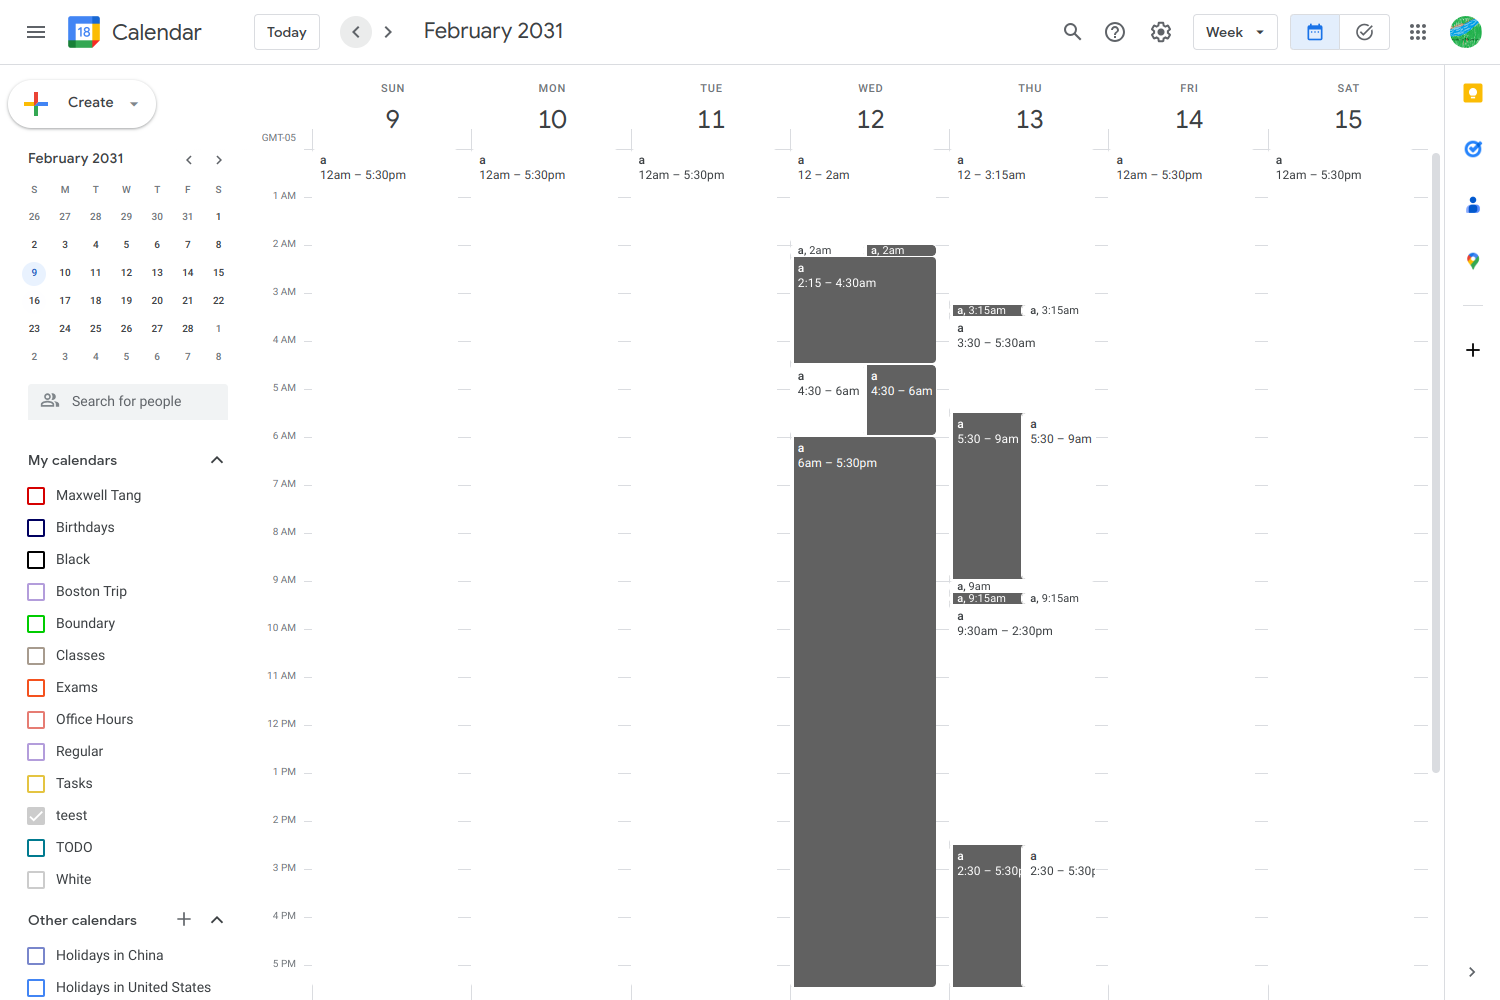 18 Calendar
Today
February 2031
Week
Create
February 2031
S M T W T F S
26 27 28 29 30 31 1
2 3 4 5 6 7 8
9 10 11 12 13 14 15
16 17 18 19 20 21 22
23 24 25 26 27 28 1
2 3 4 5 6 7 8
Search for people
My calendars
Maxwell Tang
Birthdays
Black
Boston Trip
Boundary
Classes
Exams
Office Hours
Regular
Tasks
teest
TODO
White
Other calendars
Holidays in China
Holidays in United States
SUN MON TUE WED THU FRI SAT
9 10 11 12 13 14 15
GMT-05
1 AM
2 AM
3 AM
4 AM
5 AM
6 AM
7 AM
8 AM
9 AM
10 AM
11 AM
12 PM
1 PM
2 PM
3 PM
4 PM
5 PM
a
12am – 5:30pm
a
12am – 5:30pm
a
12am – 5:30pm
a
12 – 2am
a, 2am
a, 2am
a
2:15 – 4:30am
a
4:30 – 6am
a
4:30 – 6am
a
6am – 5:30pm
a
12 – 3:15am
a, 3:15am
a, 3:15am
a
3:30 – 5:30am
a
5:30 – 9am
a
5:30 – 9am
a, 9am
a, 9:15am
a, 9:15am
a
9:30am – 2:30pm
a
2:30 – 5:30p
a
2:30 – 5:30p
a
12am – 5:30pm
a
12am – 5:30pm